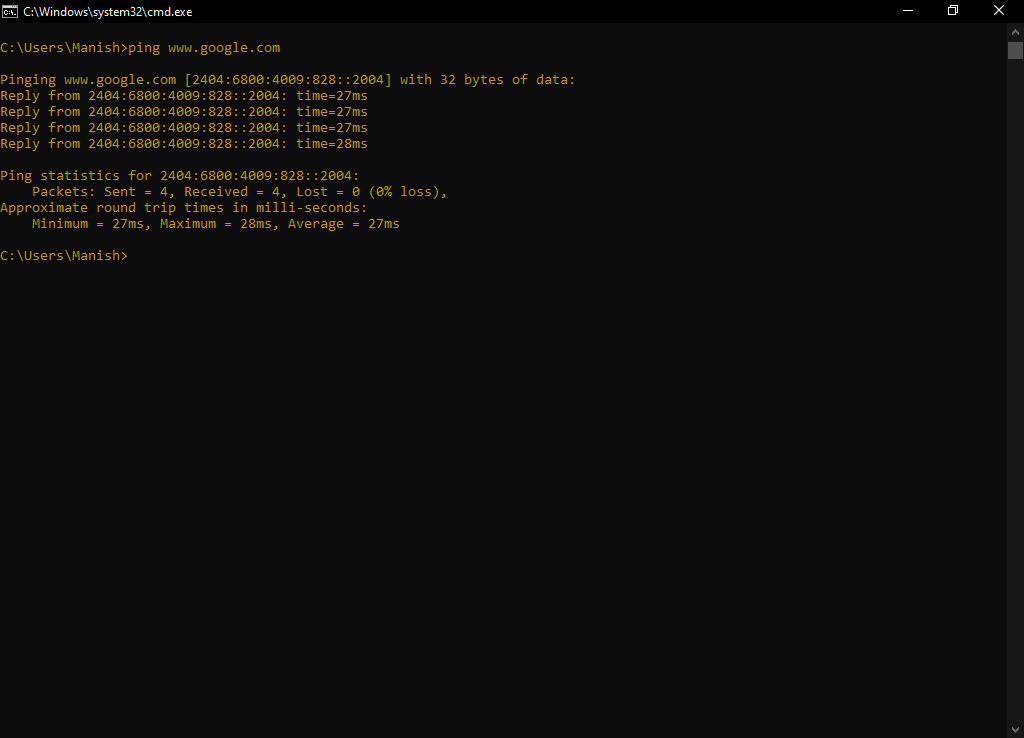 C:\Windows\system32\cmd.exe
C:\Users\Manish>ping www.google.com
Pinging www.google.com [2404:6800:4009:828::2004] with 32 bytes of data:
Reply from 2404:6800:4009:828::2004: time=27ms
Reply from 2404:6800:4009:828::2004: time=27ms
Reply from 2404:6800:4009:828::2004: time=27ms
Reply from 2404:6800:4009:828::2004: time=28ms
Ping statistics for 2404:6800:4009:828::2004:
    Packets: Sent = 4, Received = 4, Lost = 0 (0% loss),
Approximate round trip times in milli-seconds:
    Minimum = 27ms, Maximum = 28ms, Average = 27ms
C:\Users\Manish>